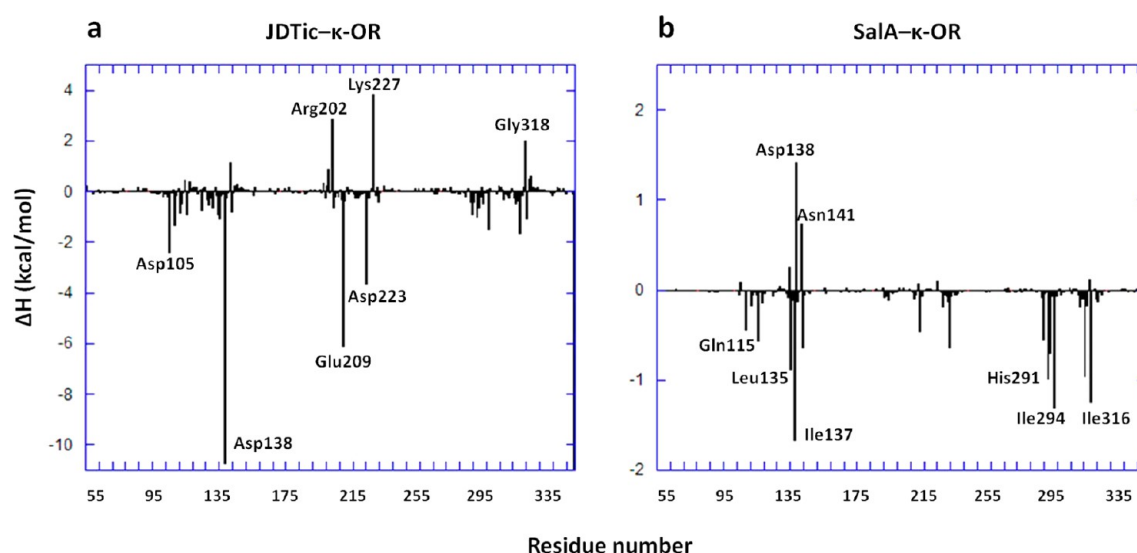 a
JDTic–κ-OR
Lys227
Arg202
Gly318
Asp105
Asp223
Glu209
Asp138
4
2
0
-2
-4
-6
-8
-10
ΔH (kcal/mol)
55 95 135 175 215 255 295 335
b
SalA–κ-OR
Asp138
Asn141
Gln115
Leu135
Ile137
His291
Ile294
Ile316
2
1
0
-1
-2
55 95 135 175 215 255 295 335
Residue number